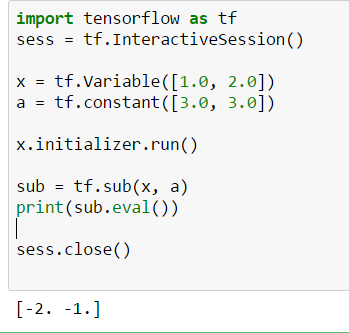 import tensorflow as tf
sess = tf.InteractiveSession()
x = tf.Variable([1.0, 2.0])
a = tf.constant([3.0, 3.0])
x.initializer.run()
sub = tf.sub(x, a)
print(sub.eval())
sess.close()
[-2. -1.]